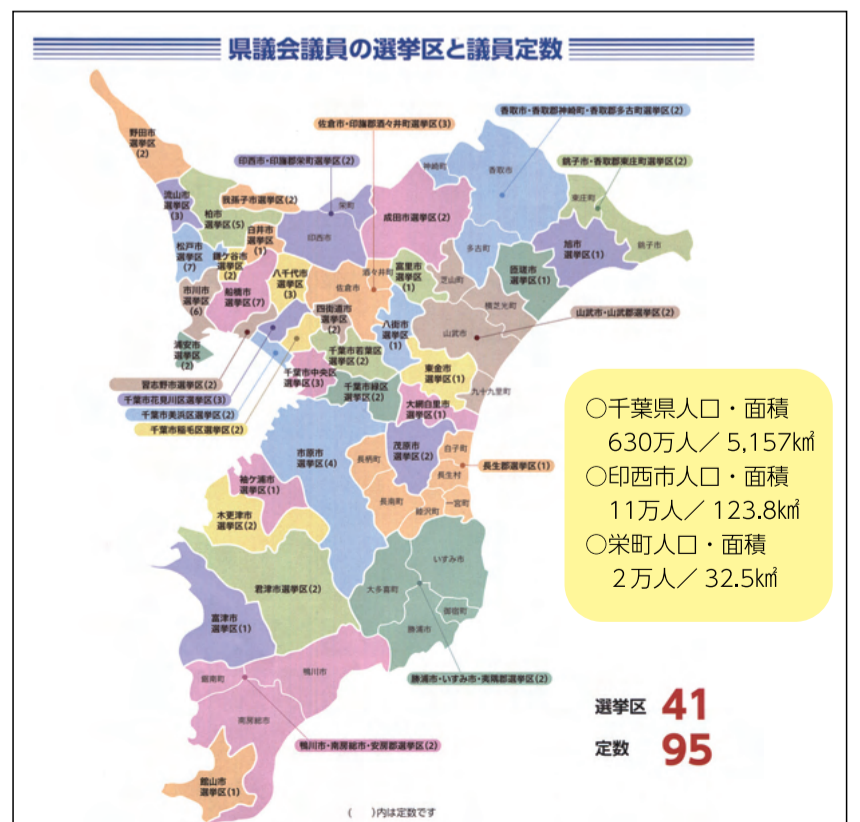 県議会議員の選挙区と議員定数
香取市・香取郡神崎町・香取郡多古町選挙区(2)
佐倉市・印旛郡酒々井町選挙区(3)
野田市
選挙区
(2)
印西市・印旛郡栄町選挙区(2)
銚子市・香取郡東庄町選挙区(2)
神崎町
香取市
流山市
選挙区
(3)
我孫子市選挙区(2)
栄町
成田市選挙区(2)
東庄町
柏市
選挙区(5)
白井市
選挙区
(1)
印西市
旭市
選挙区(1)
銚子市
松戸市
選挙区
(7)
鎌ケ谷市
選挙区
(2)
八千代市
選挙区
(3)
酒々井町
富里市
選挙区
(1)
多古町
芝山町
匝瑳市
選挙区(1)
市川市
選挙区
(6)
船橋市
選挙区(7)
佐倉市
四街道市
選挙区
(2)
八街市
選挙区
(1)
横芝光町
山武市・山武郡選挙区(2)
山武市
浦安市
選挙区
(2)
千葉市若葉区
選挙区(2)
東金市
選挙区(1)
習志野市選挙区(2)
千葉市中央区
選挙区(3)
千葉市緑区
選挙区(2)
九十九里町
千葉市花見川区選挙区(3)
千葉市美浜区選挙区(2)
千葉市稲毛区選挙区(2)
大網白里市
選挙区(1)
市原市
選挙区(4)
茂原市
選挙区(2)
白子町
長柄町
長生村
長生郡選挙区(1)
袖ケ浦市
選挙区(1)
長南町
睦沢町
一宮町
木更津市
選挙区(2)
いすみ市
君津市選挙区(2)
大多喜町
御宿町
富津市
選挙区(1)
勝浦市
勝浦市・いすみ市・夷隅郡選挙区(2)
鋸南町
鴨川市
南房総市
鴨川市・南房総市・安房郡選挙区(2)
館山市
選挙区(1)
( )内は定数です
○千葉県人口・面積
630万人／5,157㎢
○印西市人口・面積
11万人／123.8㎢
○栄町人口・面積
２万人／32.5㎢
選挙区 41
定数 95